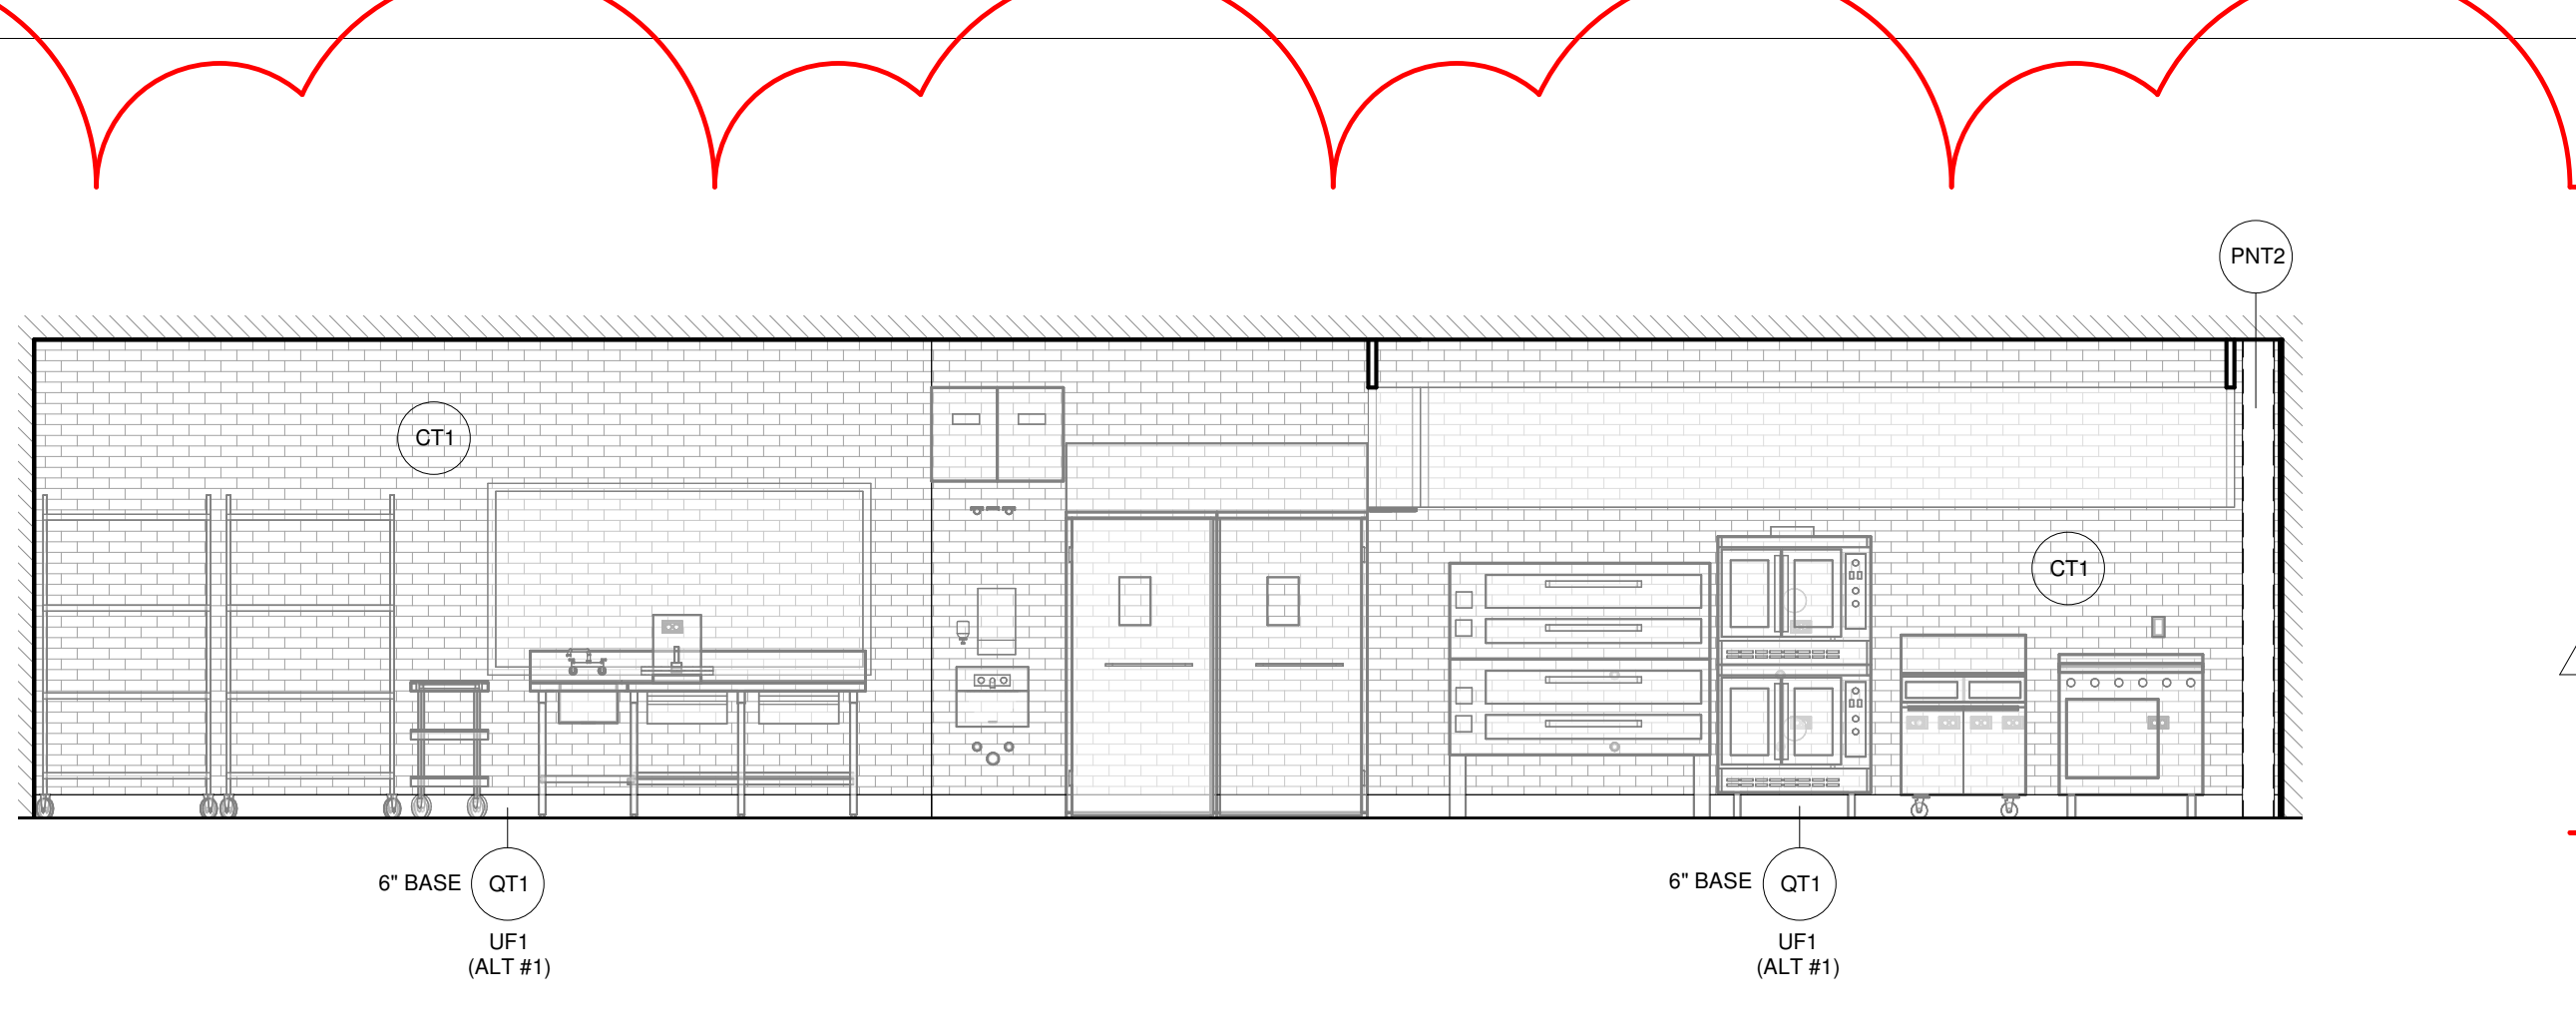 PNT2
CT1
CT1
6" BASE
QT1
UF1
(ALT #1)
6" BASE
QT1
UF1
(ALT #1)